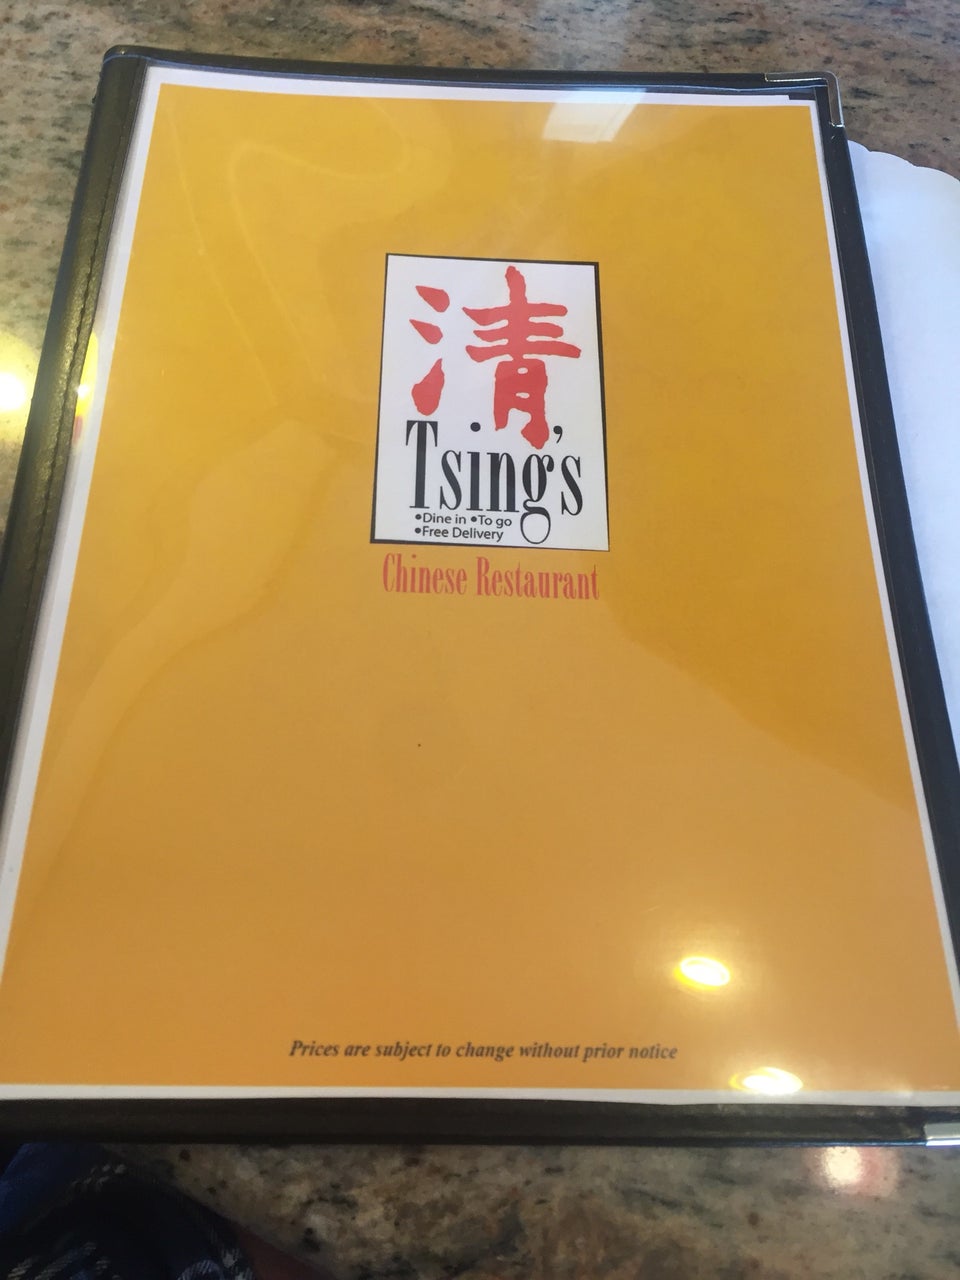 清
Tsing's
•Dine in •To go
•Free Delivery
Chinese Restaurant
Prices are subject to change without prior notice